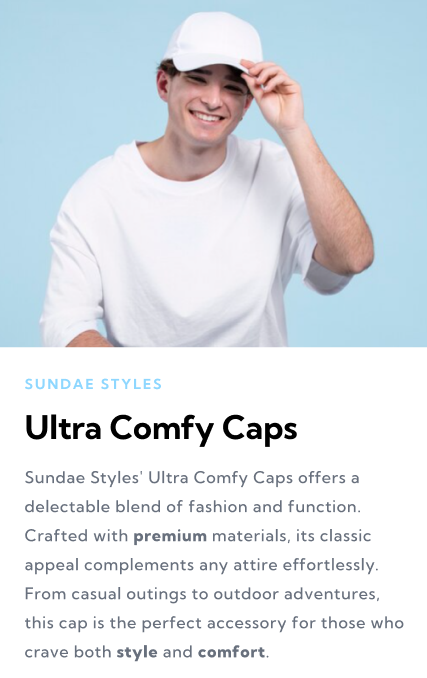 SUNDAE STYLES
Ultra Comfy Caps
Sundae Styles' Ultra Comfy Caps offers a
delectable blend of fashion and function.
Crafted with premium materials, its classic
appeal complements any attire effortlessly.
From casual outings to outdoor adventures,
this cap is the perfect accessory for those who
crave both style and comfort.